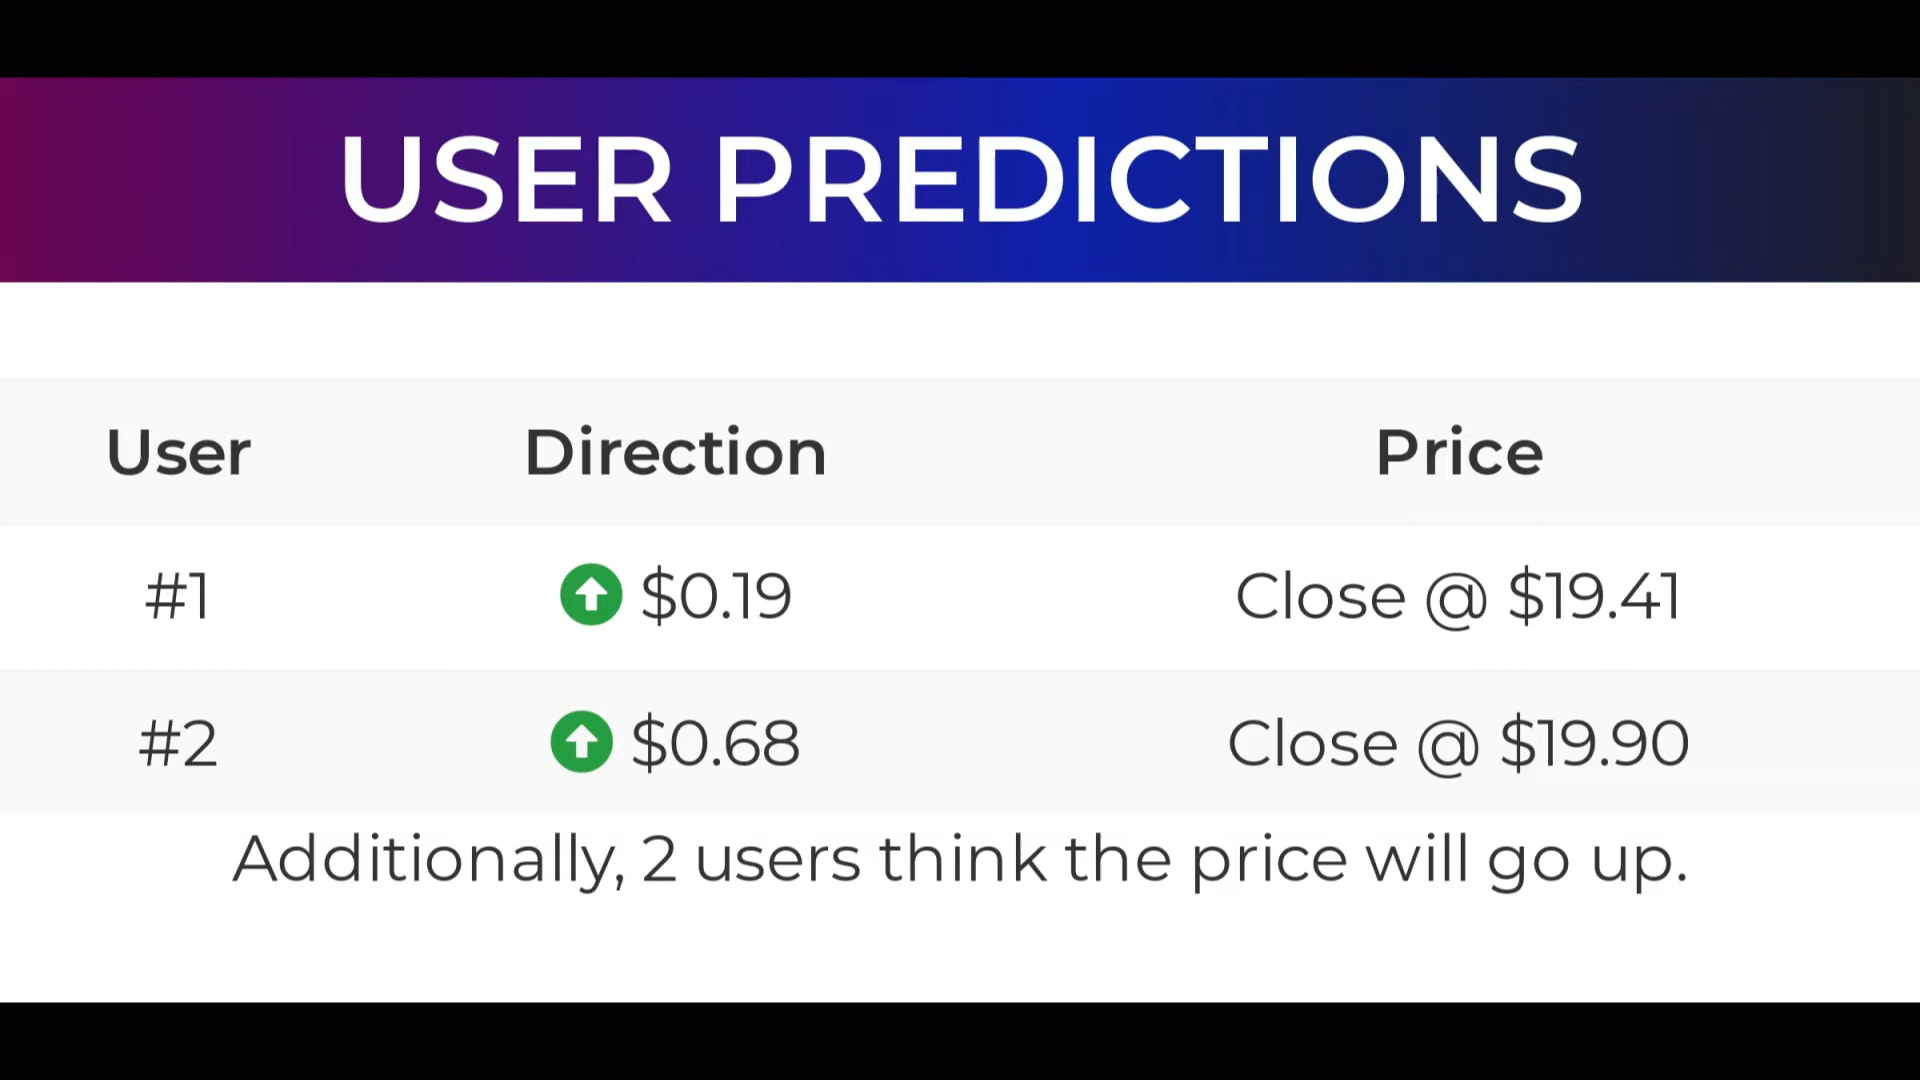 USER PREDICTIONS
User Direction Price
#1 $0.19 Close @ $19.41
#2 $0.68 Close @ $19.90
Additionally, 2 users think the price will go up.